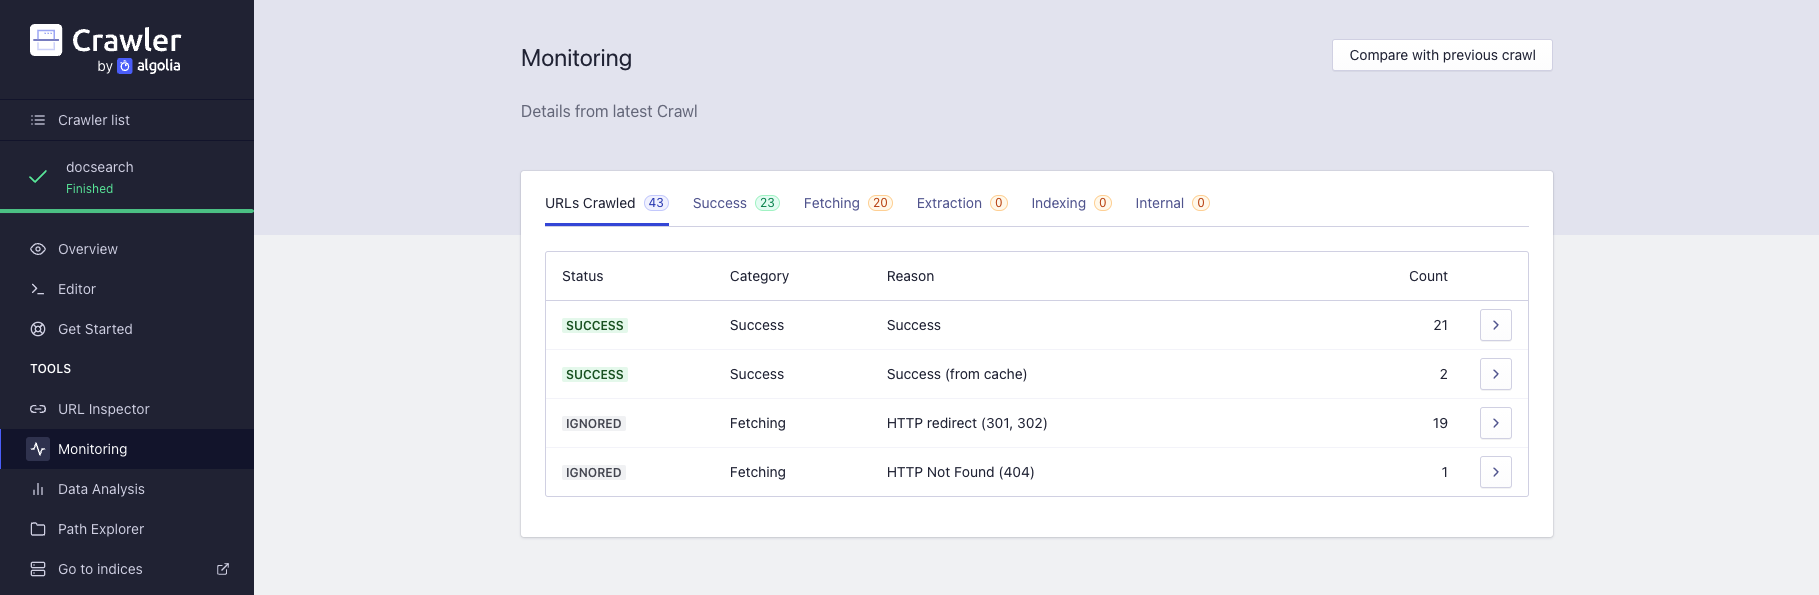 Crawler
by algolia
Crawler list
docsearch
Finished
Overview
Editor
Get Started
TOOLS
URL Inspector
Monitoring
Data Analysis
Path Explorer
Go to indices
Monitoring
Compare with previous crawl
Details from latest Crawl
URLs Crawled 43 Success 23 Fetching 20 Extraction 0 Indexing 0 Internal 0
Status Category Reason Count
SUCCESS Success Success 21
SUCCESS Success Success (from cache) 2
IGNORED Fetching HTTP redirect (301, 302) 19
IGNORED Fetching HTTP Not Found (404) 1